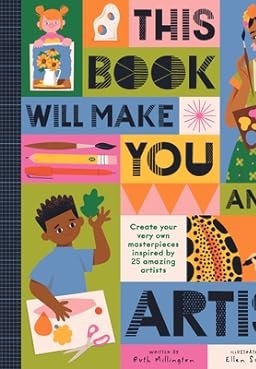 THIS
BOOK
WILL MAKE
YOU
AN
Create your
very own
masterpieces
inspired by
25 amazing
artists
ARTIS
WRITTEN BY
Ruth Millington
Ellen